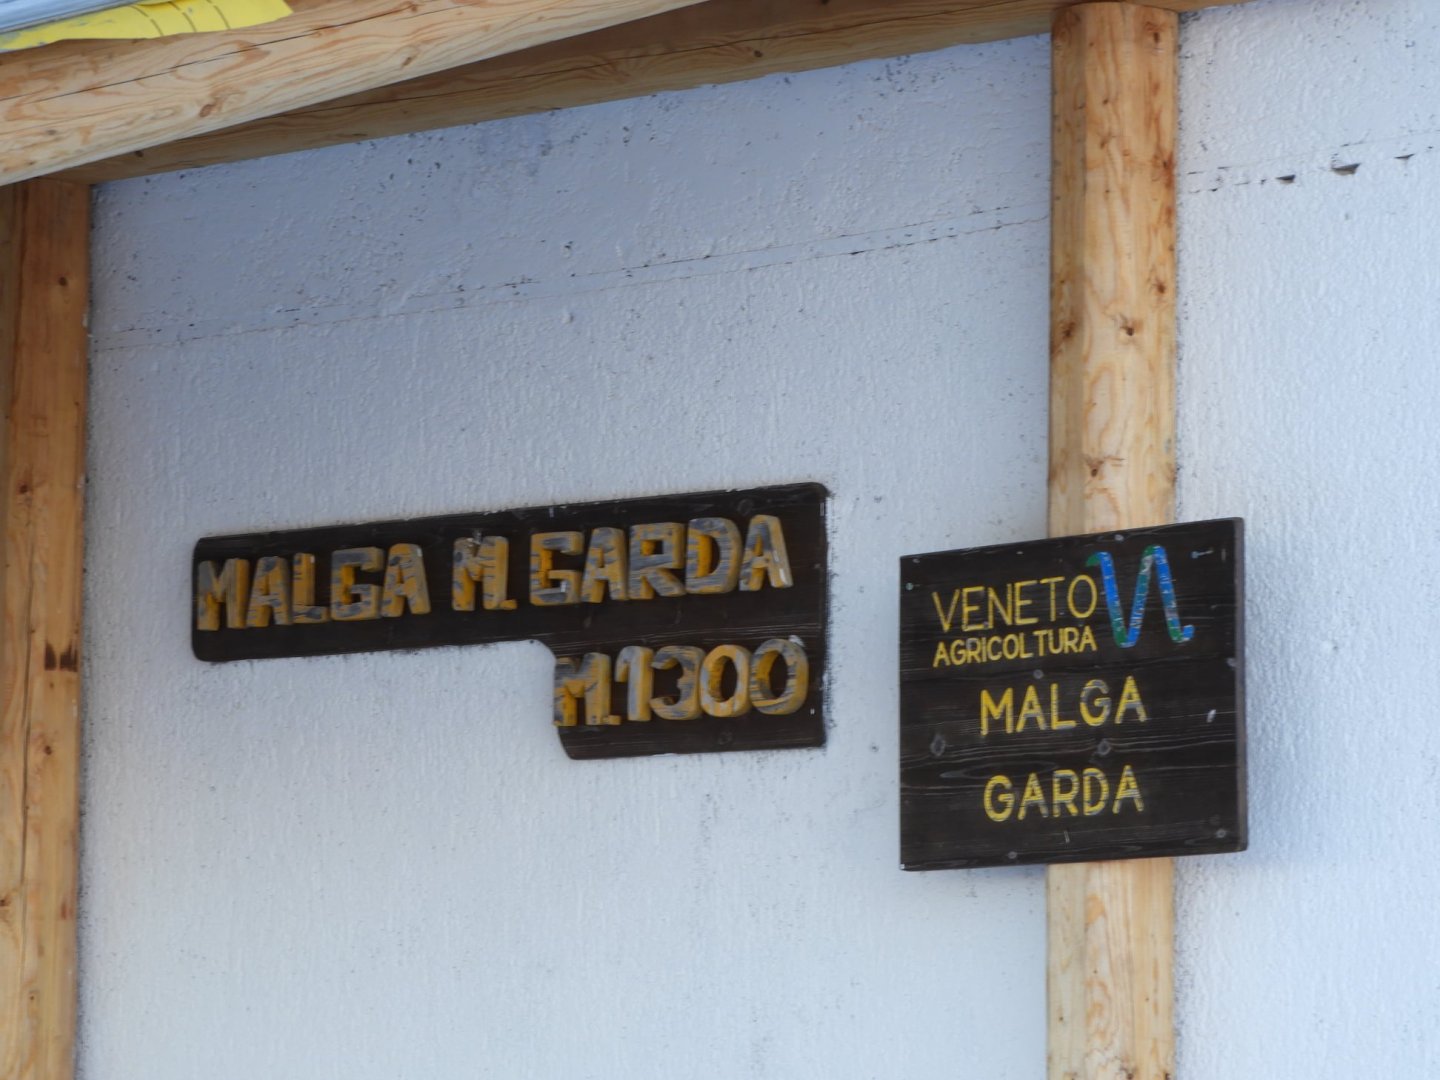 MALGA M. GARDA
M. 1300
VENETO
AGRICOLTURA
MALGA
GARDA